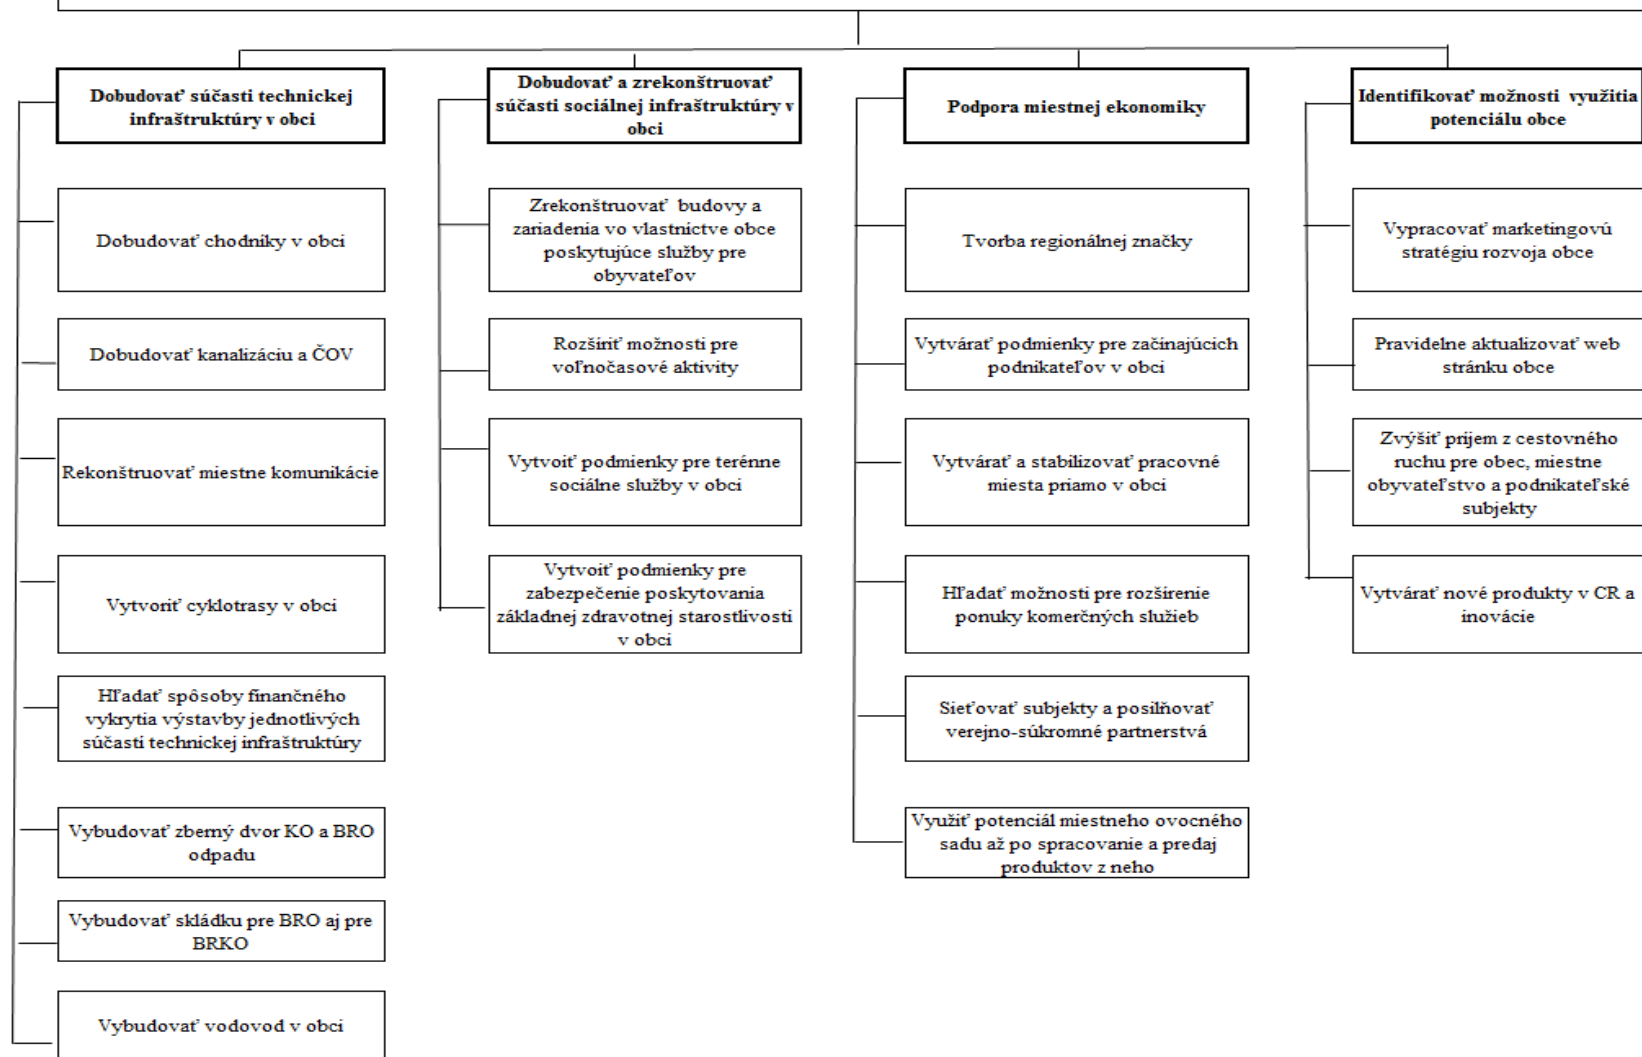 Dobudovať súčasti technickej
infraštruktúry v obci
Dobudovať chodníky v obci
Dobudovať kanalizáciu a ČOV
Rekonštruovať miestne komunikácie
Vytvoriť cyklotrasy v obci
Hľadať spôsoby finančného
vykrytia výstavby jednotlivých
súčastí technickej infraštruktúry
Vybudovať zberný dvor KO a BRO
odpadu
Vybudovať skládku pre BRO aj pre
BRKO
Vybudovať vodovod v obci
Dobudovať a zrekonštruovať
súčasti sociálnej infraštruktúry v
obci
Zrekonštruovať budovy a
zariadenia vo vlastníctve obce
poskytujúce služby pre
obyvateľov
Rozšíriť možnosti pre
voľnočasové aktivity
Vytvoiť podmienky pre terénne
sociálne služby v obci
Vytvoiť podmienky pre
zabezpečenie poskytovania
základnej zdravotnej starostlivosti
v obci
Podpora miestnej ekonomiky
Tvorba regionálnej značky
Vytvárať podmienky pre začínajúcich
podnikateľov v obci
Vytvárať a stabilizovať pracovné
miesta priamo v obci
Hľadať možnosti pre rozšírenie
ponuky komerčných služieb
Sieťovať subjekty a posilňovať
verejno-súkromné partnerstvá
Využiť potenciál miestneho ovocného
sadu až po spracovanie a predaj
produktov z neho
Identifikovať možnosti využitia
potenciálu obce
Vypracovať marketingovú
stratégiu rozvoja obce
Pravidelne aktualizovať web
stránku obce
Zvýšiť príjem z cestovného
ruchu pre obec, miestne
obyvateľstvo a podnikateľské
subjekty
Vytvárať nové produkty v CR a
inovácie